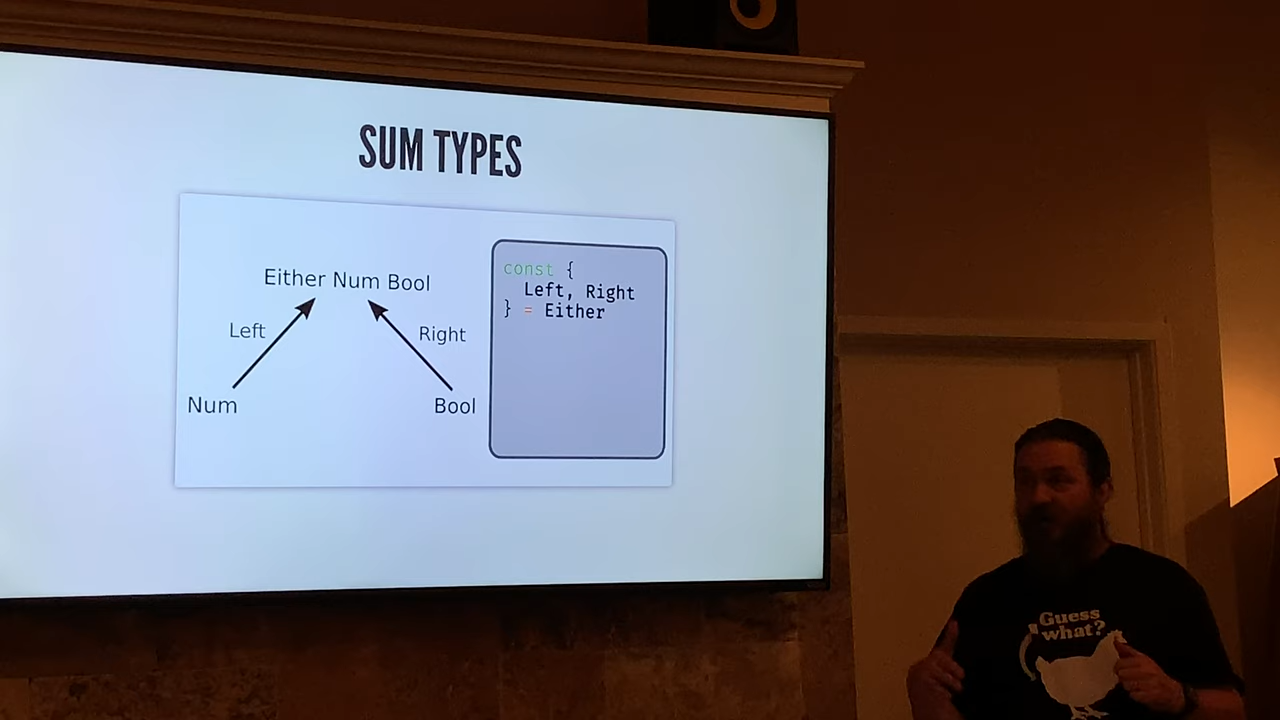 SUM TYPES
Either Num Bool
Left
Right
Num
Bool
const {
Left, Right
} = Either
Guess
what?